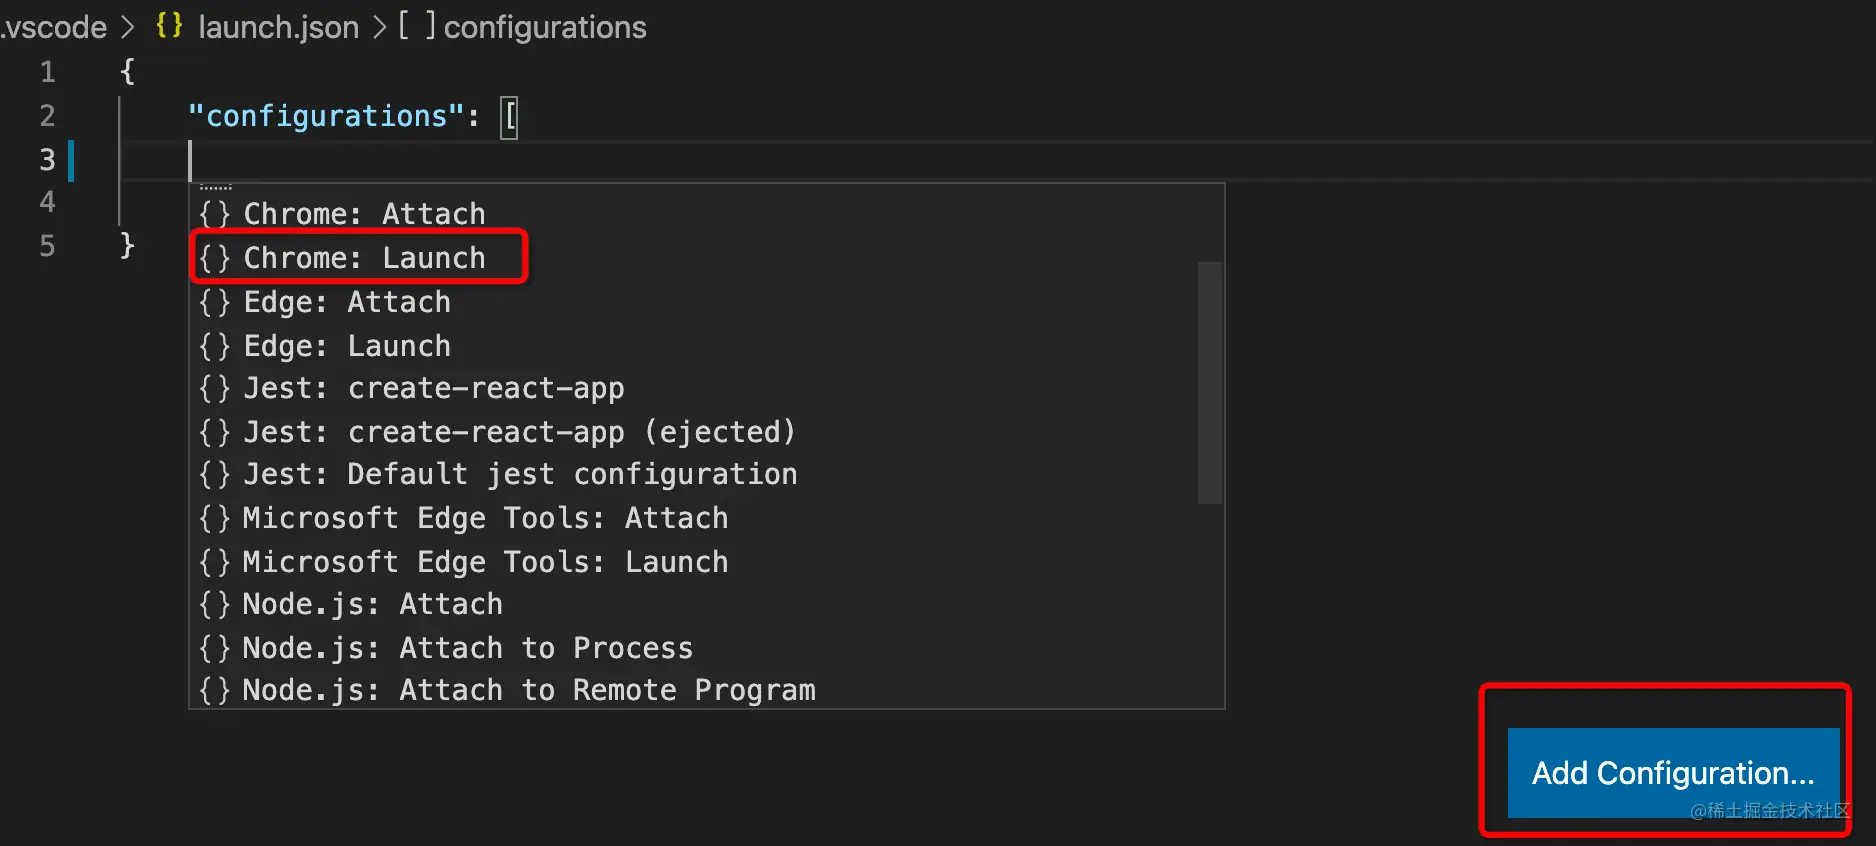 .vscode > {} launch.json > [ ] configurations
1 {
2 "configurations": [
3
4
5 }
{} Chrome: Attach
{} Chrome: Launch
{} Edge: Attach
{} Edge: Launch
{} Jest: create-react-app
{} Jest: create-react-app (ejected)
{} Jest: Default jest configuration
{} Microsoft Edge Tools: Attach
{} Microsoft Edge Tools: Launch
{} Node.js: Attach
{} Node.js: Attach to Process
{} Node.js: Attach to Remote Program
Add Configuration...
@稀土掘金技术社区